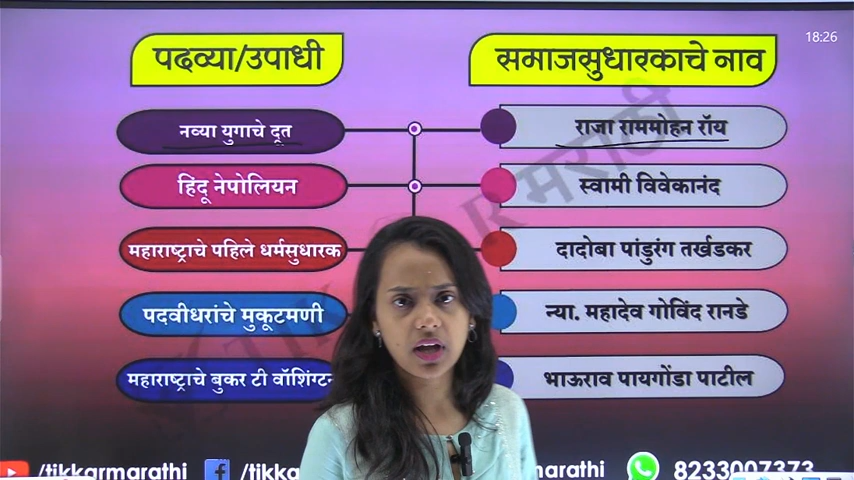 18:26
पदव्या/उपाधी समाजसुधारकाचे नाव
नव्या युगाचे दूत राजा राममोहन रॉय
हिंदू नेपोलियन स्वामी विवेकानंद
महाराष्ट्राचे पहिले धर्मसुधारक दादोबा पांडुरंग तर्खडकर
पदवीधरांचे मुकूटमणी न्या. महादेव गोविंद रानडे
महाराष्ट्राचे बुकर टी वॉशिंग्टन भाऊराव पायगोंडा पाटील
/tikkarmarathi /tikka marathi 8233007373